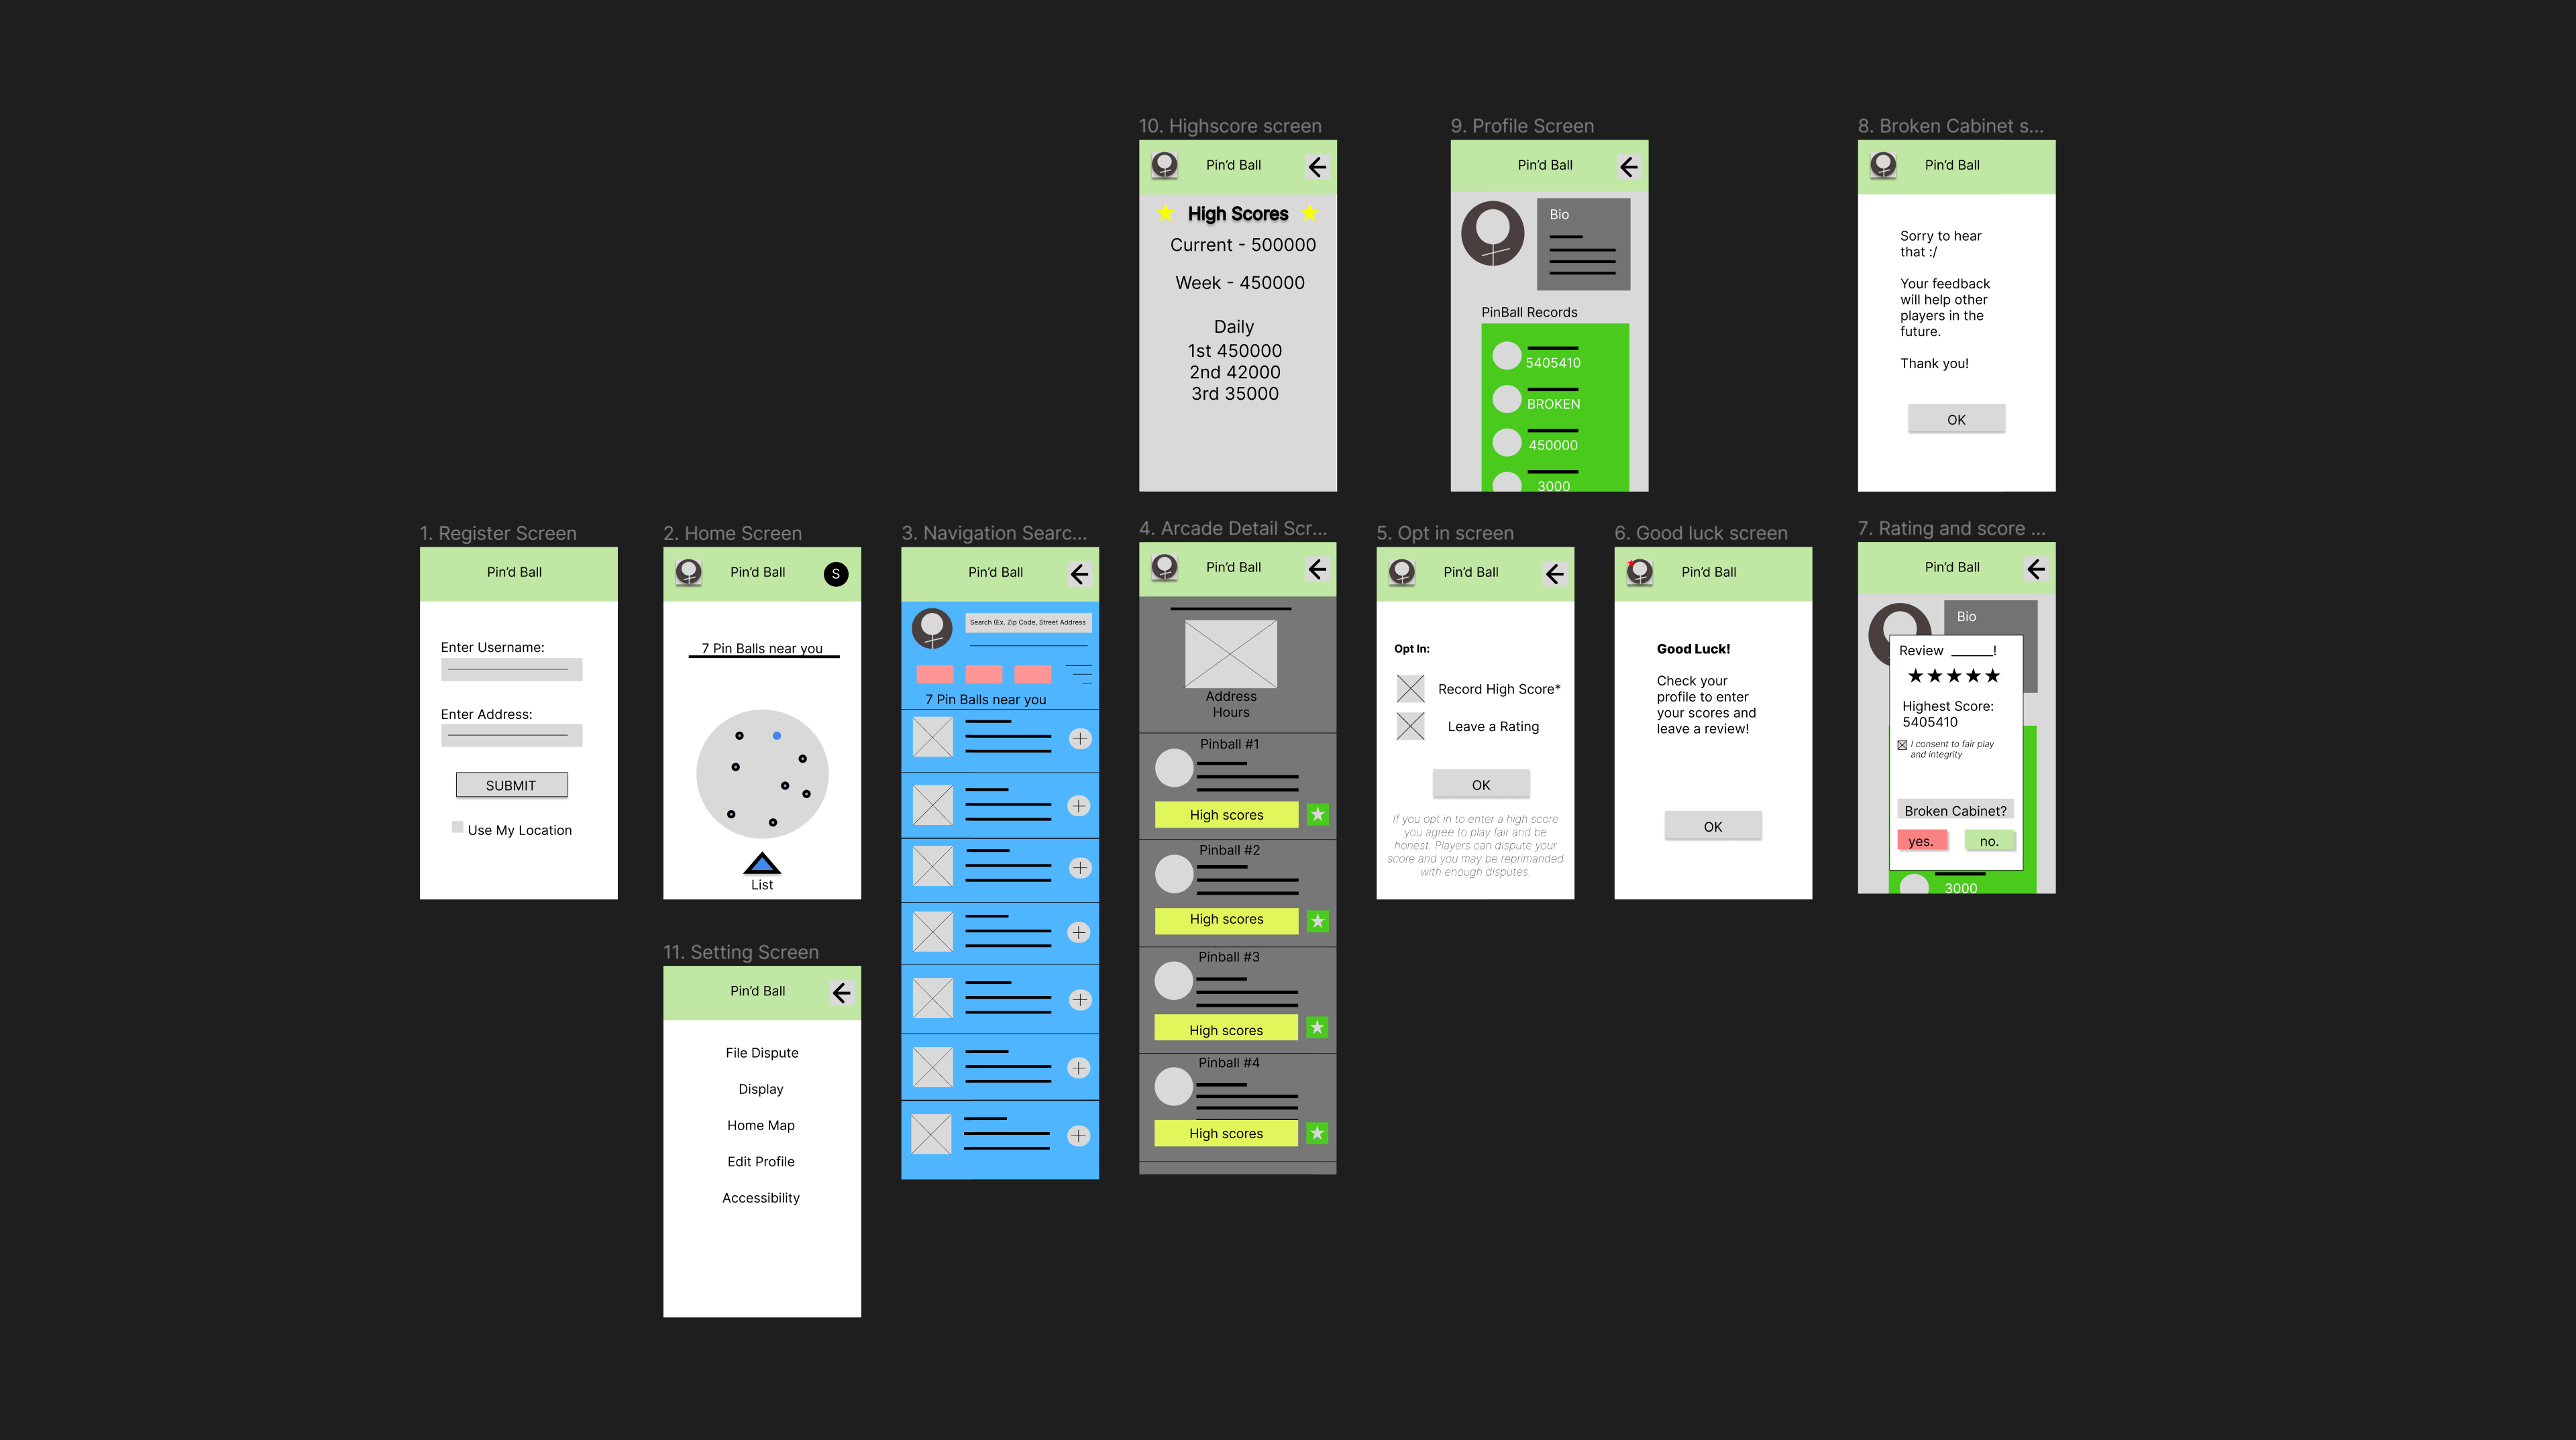 10. Highscore screen
Pin'd Ball
High Scores
Current - 500000
Week - 450000
Daily
1st 450000
2nd 42000
3rd 35000
9. Profile Screen
Pin'd Ball
Bio
PinBall Records
5405410
BROKEN
450000
3000
8. Broken Cabinet s...
Pin'd Ball
Sorry to hear
that :/
Your feedback
will help other
players in the
future.
Thank you!
OK
1. Register Screen
Pin'd Ball
Enter Username:
Enter Address:
SUBMIT
Use My Location
2. Home Screen
Pin'd Ball
S
7 Pin Balls near you
List
3. Navigation Searc...
Pin'd Ball
Search (Ex. Zip Code, Street Address
7 Pin Balls near you
4. Arcade Detail Scr...
Pin'd Ball
Address
Hours
Pinball #1
High scores
Pinball #2
High scores
Pinball #3
High scores
Pinball #4
High scores
5. Opt in screen
Pin'd Ball
Opt In:
Record High Score*
Leave a Rating
OK
If you opt in to enter a high score
you agree to play fair and be
honest. Players can dispute your
score and you may be reprimanded
with enough disputes.
6. Good luck screen
Pin'd Ball
Good Luck!
Check your
profile to enter
your scores and
leave a review!
OK
7. Rating and score ...
Pin'd Ball
Bio
Review ______!
Highest Score:
5405410
I consent to fair play
and integrity
Broken Cabinet?
yes.
no.
3000
11. Setting Screen
Pin'd Ball
File Dispute
Display
Home Map
Edit Profile
Accessibility